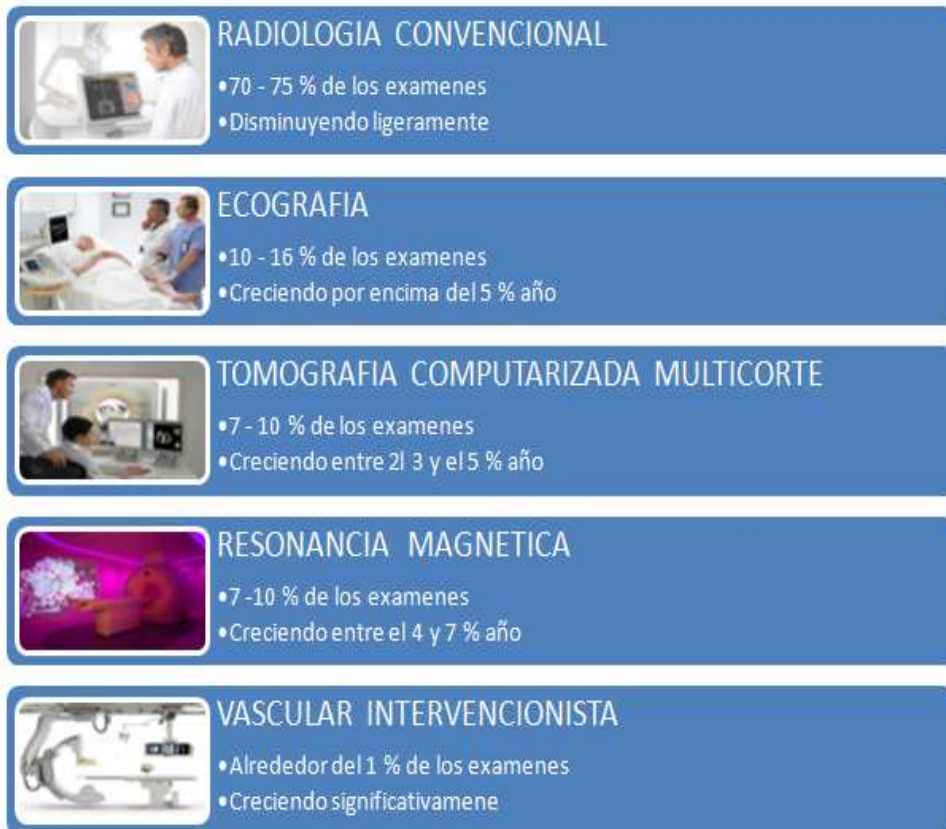 RADIOLOGIA CONVENCIONAL
•70 - 75 % de los examenes
•Disminuyendo ligeramente
ECOGRAFIA
•10 - 16 % de los examenes
•Creciendo por encima del 5 % año
TOMOGRAFIA COMPUTARIZADA MULTICORTE
•7 - 10 % de los examenes
•Creciendo entre 2l 3 y el 5 % año
RESONANCIA MAGNETICA
•7 -10 % de los examenes
•Creciendo entre el 4 y 7 % año
VASCULAR INTERVENCIONISTA
•Alrededor del 1 % de los examenes
•Creciendo significativamene